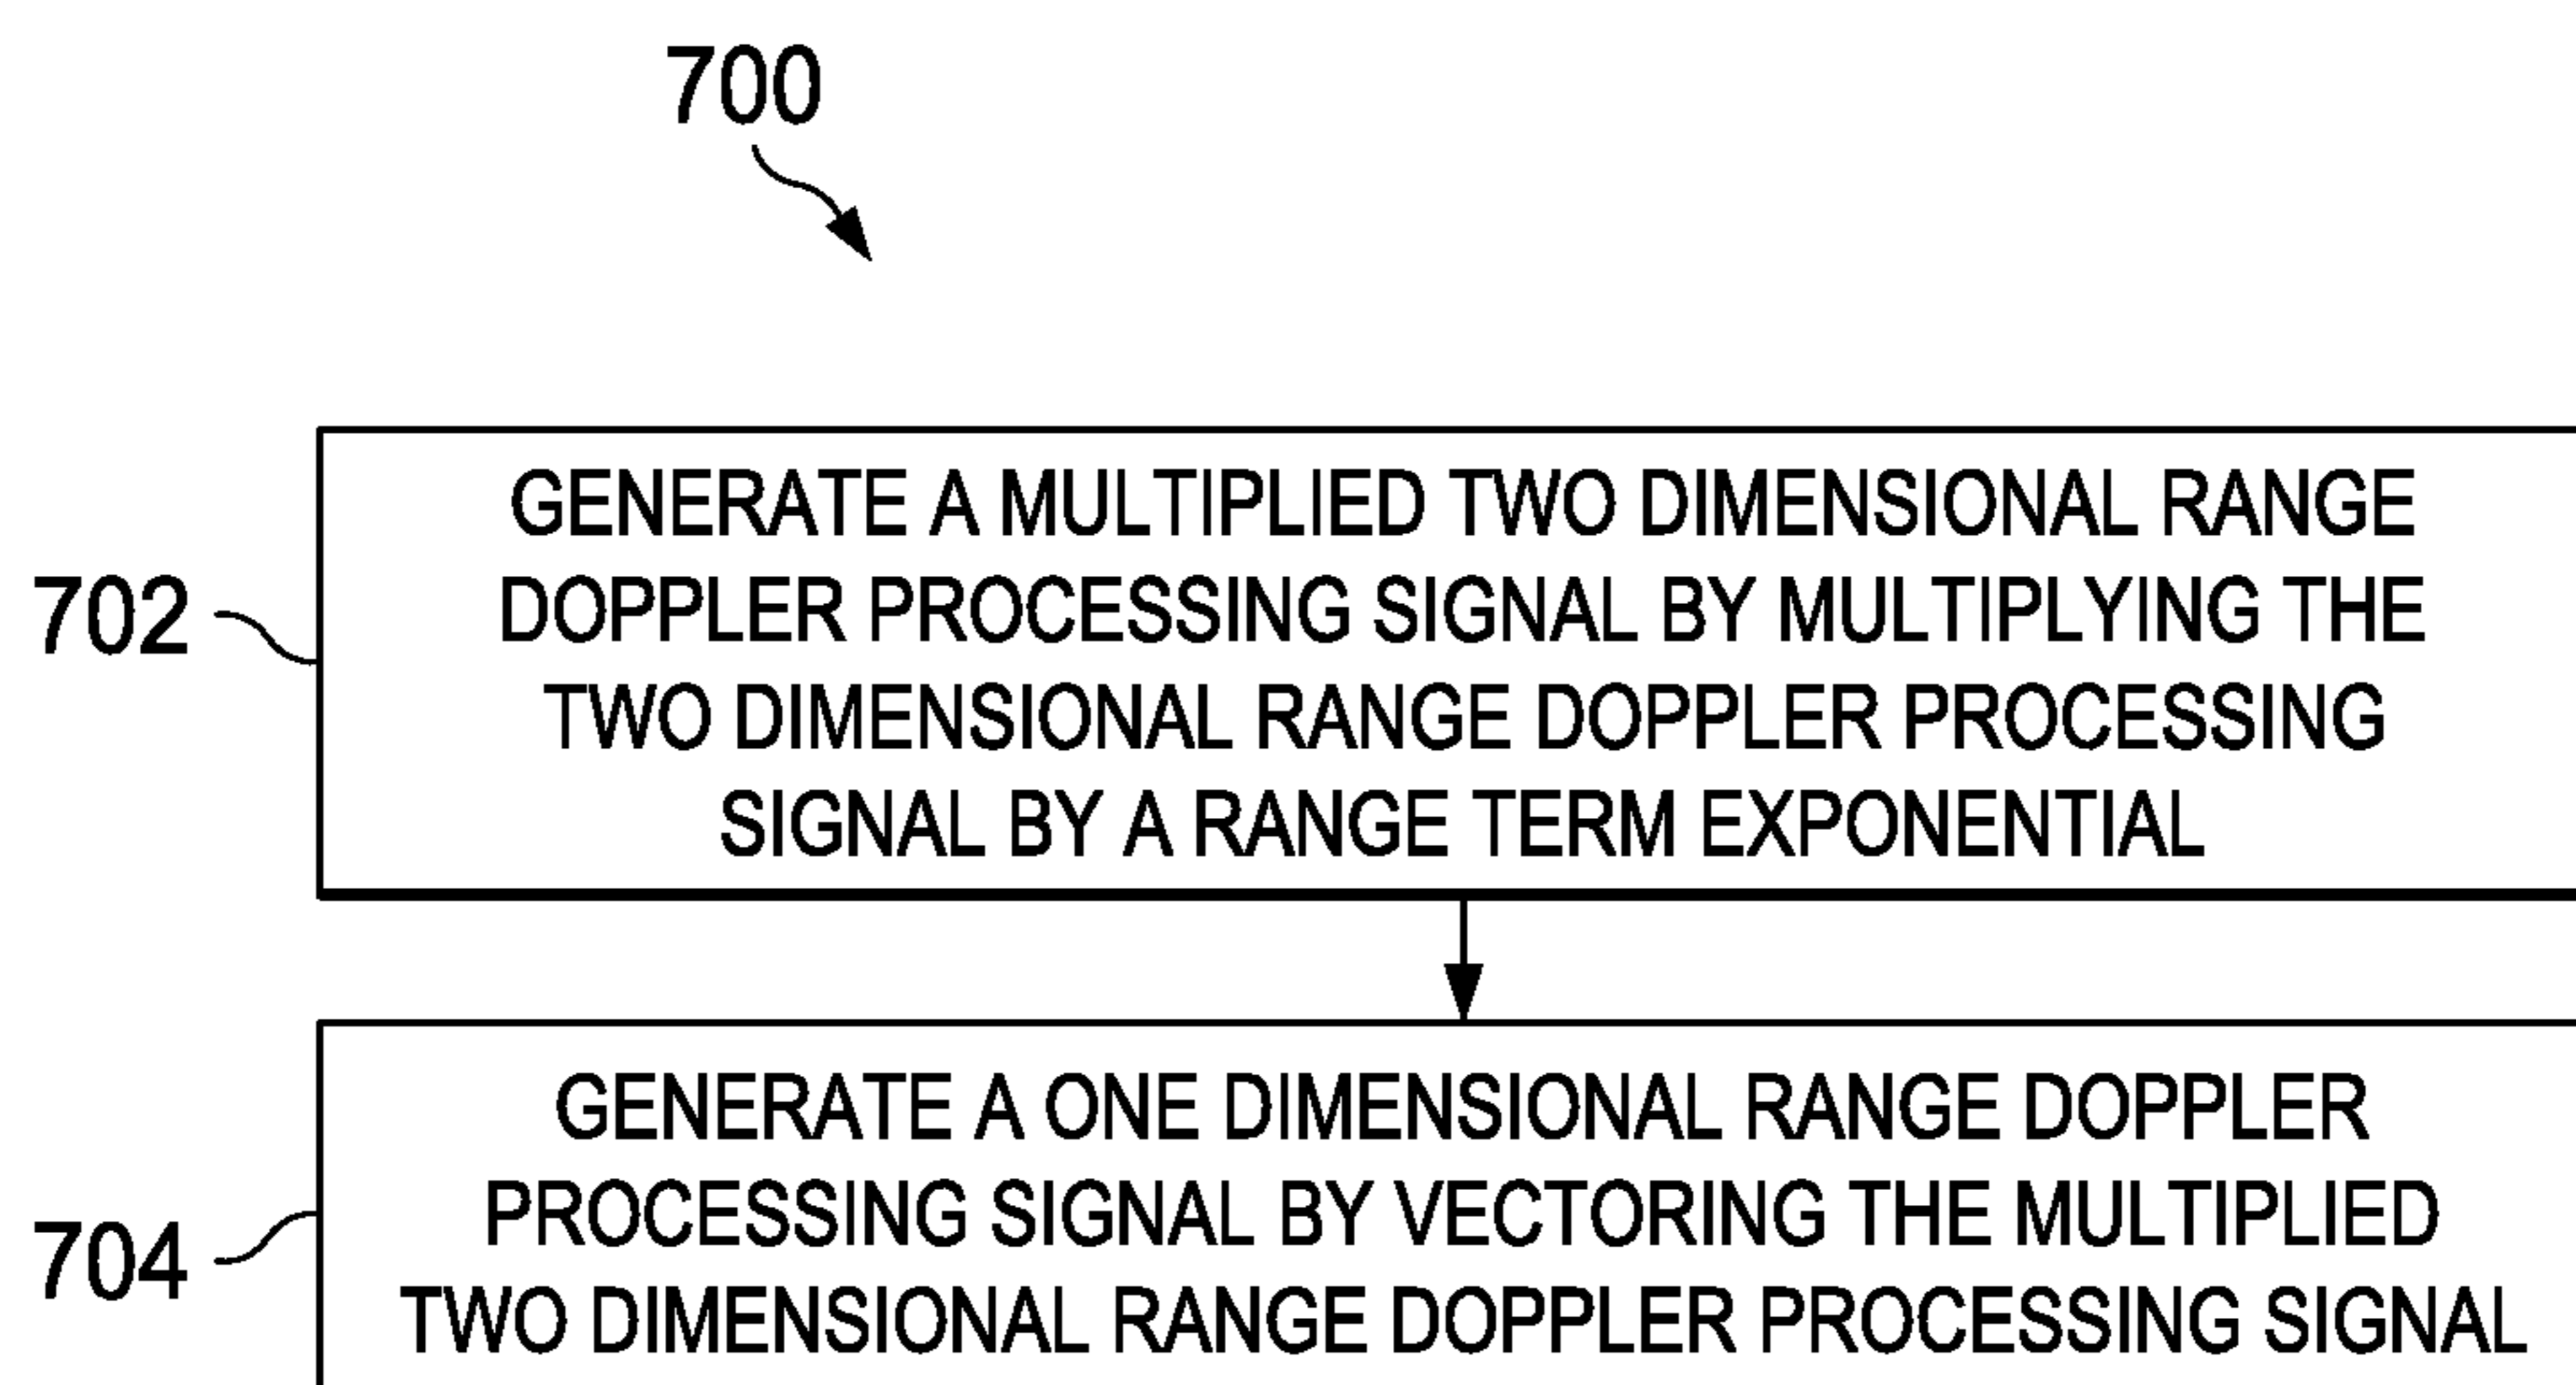 700
702
GENERATE A MULTIPLIED TWO DIMENSIONAL RANGE
DOPPLER PROCESSING SIGNAL BY MULTIPLYING THE
TWO DIMENSIONAL RANGE DOPPLER PROCESSING
SIGNAL BY A RANGE TERM EXPONENTIAL
704
GENERATE A ONE DIMENSIONAL RANGE DOPPLER
PROCESSING SIGNAL BY VECTORING THE MULTIPLIED
TWO DIMENSIONAL RANGE DOPPLER PROCESSING SIGNAL